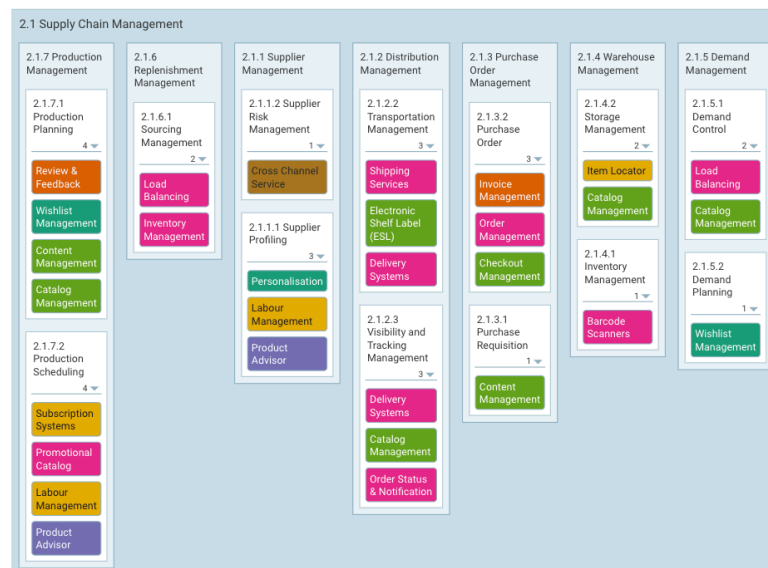 2.1 Supply Chain Management
2.1.7 Production
Management
2.1.7.1
Production
Planning
4
Review &
Feedback
Wishlist
Management
Content
Management
Catalog
Management
2.1.7.2
Production
Scheduling
4
Subscription
Systems
Promotional
Catalog
Labour
Management
Product
Advisor
2.1.6
Replenishment
Management
2.1.6.1
Sourcing
Management
2
Load
Balancing
Inventory
Management
2.1.1 Supplier
Management
2.1.1.2 Supplier
Risk
Management
1
Cross Channel
Service
2.1.1.1 Supplier
Profiling
3
Personalisation
Labour
Management
Product
Advisor
2.1.2 Distribution
Management
2.1.2.2
Transportation
Management
3
Shipping
Services
Electronic
Shelf Label
(ESL)
Delivery
Systems
2.1.2.3
Visibility and
Tracking
Management
3
Delivery
Systems
Catalog
Management
Order Status
& Notification
2.1.3 Purchase
Order
Management
2.1.3.2
Purchase
Order
3
Invoice
Management
Order
Management
Checkout
Management
2.1.3.1
Purchase
Requisition
1
Content
Management
2.1.4 Warehouse
Management
2.1.4.2
Storage
Management
2
Item Locator
Catalog
Management
2.1.4.1
Inventory
Management
1
Barcode
Scanners
2.1.5 Demand
Management
2.1.5.1
Demand
Control
2
Load
Balancing
Catalog
Management
2.1.5.2
Demand
Planning
1
Wishlist
Management